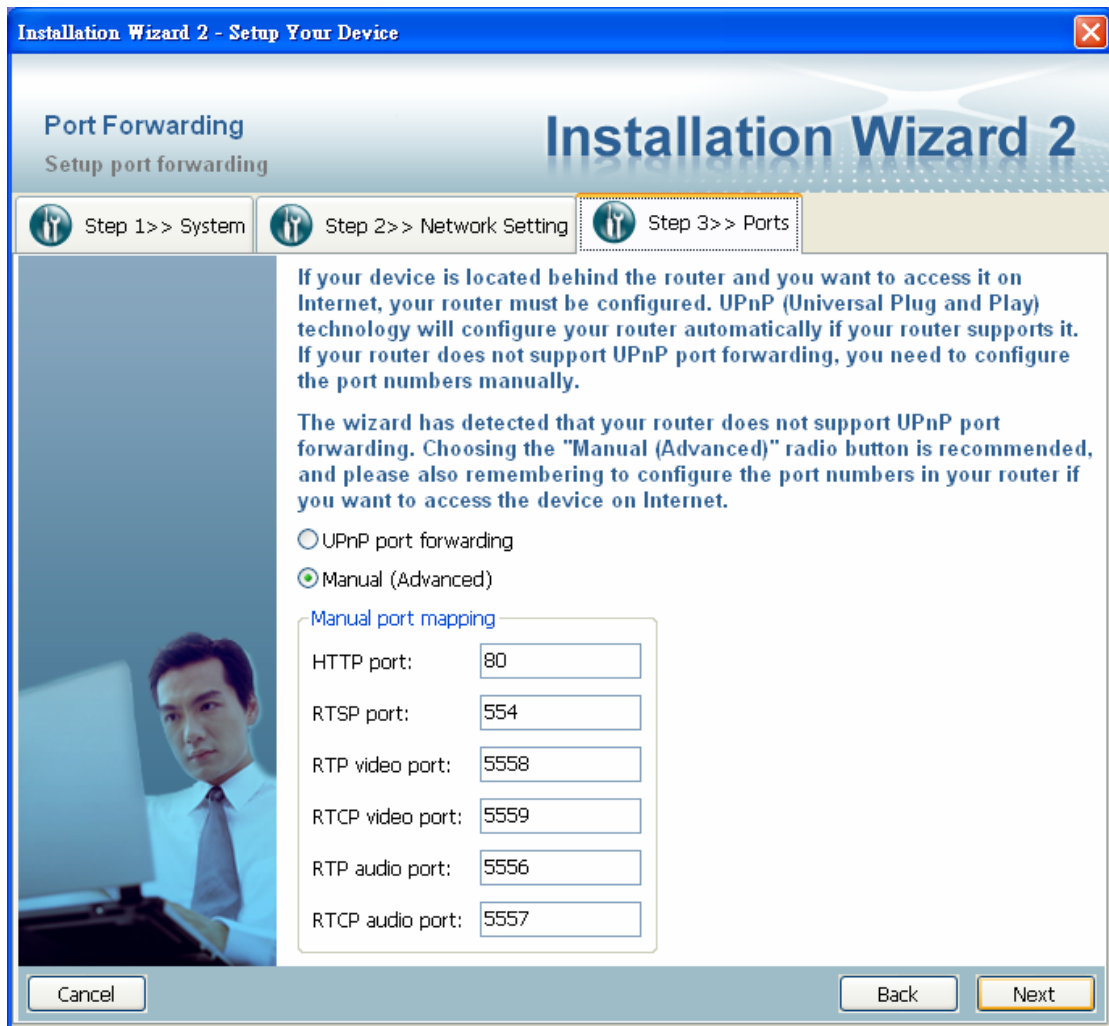 Installation Wizard 2 - Setup Your Device
Port Forwarding
Setup port forwarding
Installation Wizard 2
Step 1>> System
Step 2>> Network Setting
Step 3>> Ports
If your device is located behind the router and you want to access it on
Internet, your router must be configured. UPnP (Universal Plug and Play)
technology will configure your router automatically if your router supports it.
If your router does not support UPnP port forwarding, you need to configure
the port numbers manually.
The wizard has detected that your router does not support UPnP port
forwarding. Choosing the "Manual (Advanced)" radio button is recommended,
and please also remembering to configure the port numbers in your router if
you want to access the device on Internet.
UPnP port forwarding
Manual (Advanced)
Manual port mapping
HTTP port: 80
RTSP port: 554
RTP video port: 5558
RTCP video port: 5559
RTP audio port: 5556
RTCP audio port: 5557
Cancel
Back
Next